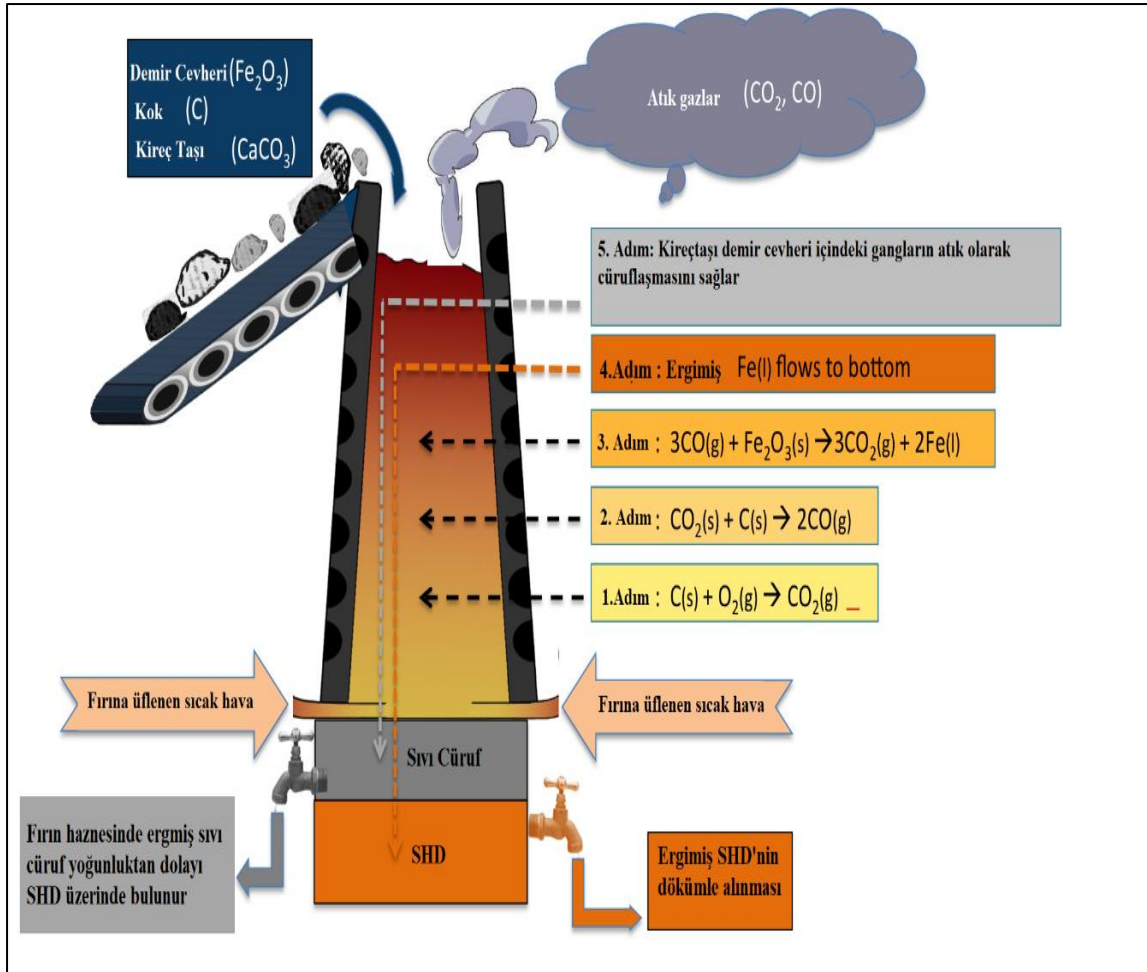 Demir Cevheri (Fe₂O₃)
Kok (C)
Kireç Taşı (CaCO₃)
Atık gazlar (CO₂, CO)
5. Adım: Kireçtaşı demir cevheri içindeki gangların atık olarak
cüruflaşmasını sağlar
4.Adım : Ergimiş Fe(l) flows to bottom
3. Adım : 3CO(g) + Fe₂O₃(s) → 3CO₂(g) + 2Fe(l)
2. Adım : CO₂(s) + C(s) → 2CO(g)
1.Adım : C(s) + O₂(g) → CO₂(g) _
Fırına üflenen sıcak hava
Fırına üflenen sıcak hava
Sıvı Cüruf
SHD
Fırın haznesinde ergmiş sıvı
cüruf yoğunluktan dolayı
SHD üzerinde bulunur
Ergimiş SHD'nin
dökümle alınması